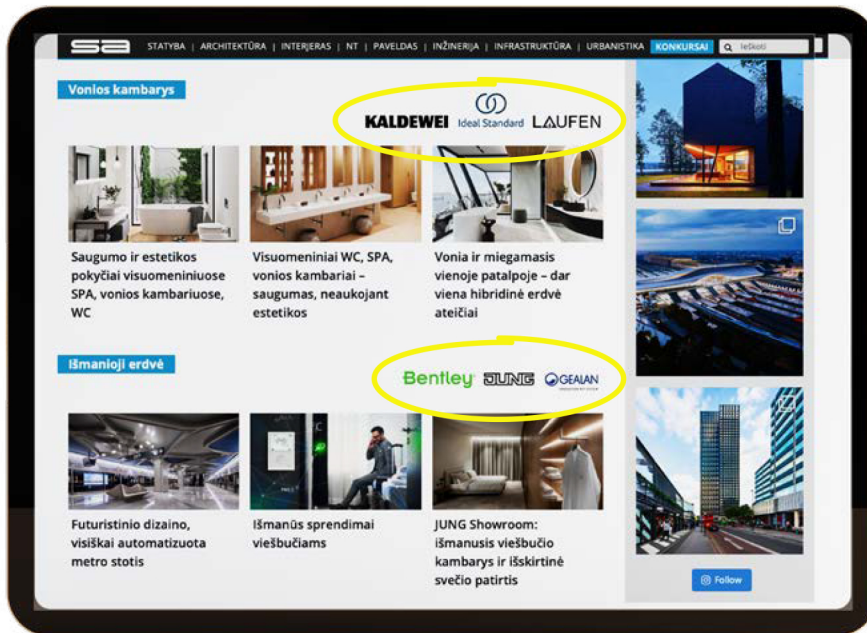 sa STATYBA | ARCHITEKTŪRA | INTERJERAS | NT | PAVELDAS | INŽINERIJA | INFRASTRUKTŪRA | URBANISTIKA KONKURSAI Ieškoti
Vonios kambarys
KALDEWEI Ideal Standard LAUFEN
Saugumo ir estetikos
pokyčiai visuomeniniuose
SPA, vonios kambariuose,
WC
Visuomeniniai WC, SPA,
vonios kambariai –
saugumas, neaukojant
estetikos
Vonia ir miegamasis
vienoje patalpoje – dar
viena hibridinė erdvė
ateičiai
Išmanioji erdvė
Bentley JUNG GEALAN
Futuristinio dizaino,
visiškai automatizuota
metro stotis
Išmanūs sprendimai
viešbučiams
JUNG Showroom:
išmanusis viešbučio
kambarys ir išskirtinė
svečio patirtis
Follow